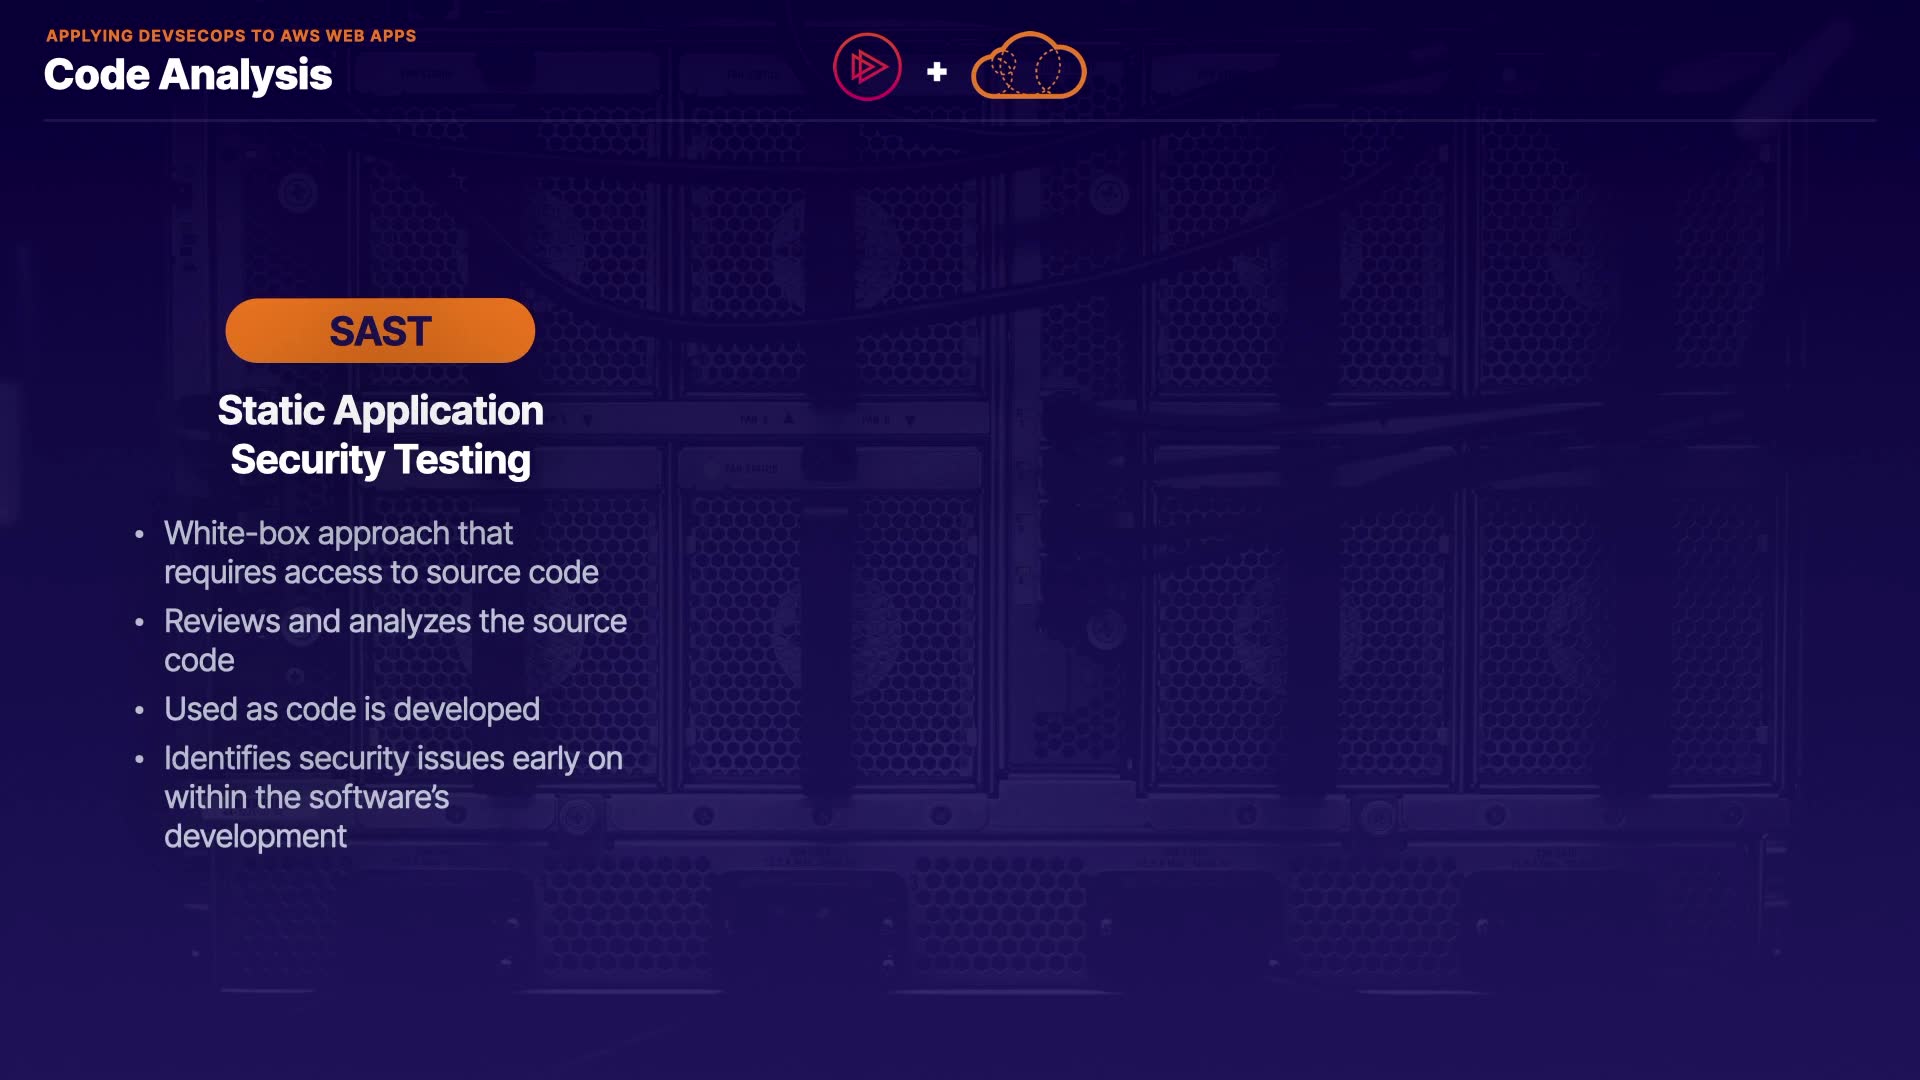 APPLYING DEVSECOPS TO AWS WEB APPS
Code Analysis
SAST
Static Application
Security Testing
• White-box approach that
requires access to source code
• Reviews and analyzes the source
code
• Used as code is developed
• Identifies security issues early on
within the software’s
development